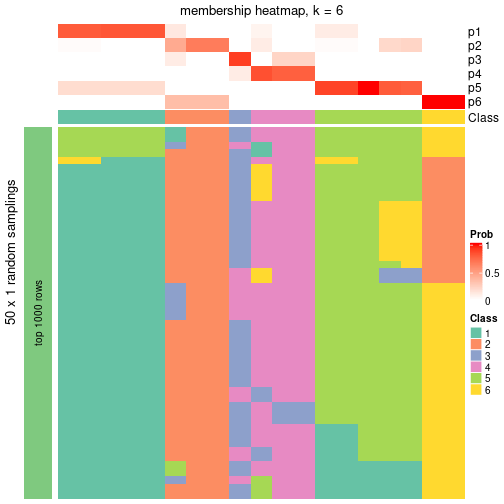 membership heatmap, k = 6
p1
p2
p3
p4
p5
p6
Class
50 x 1 random samplings
top 1000 rows
Prob
1
0.5
0
Class
1
2
3
4
5
6